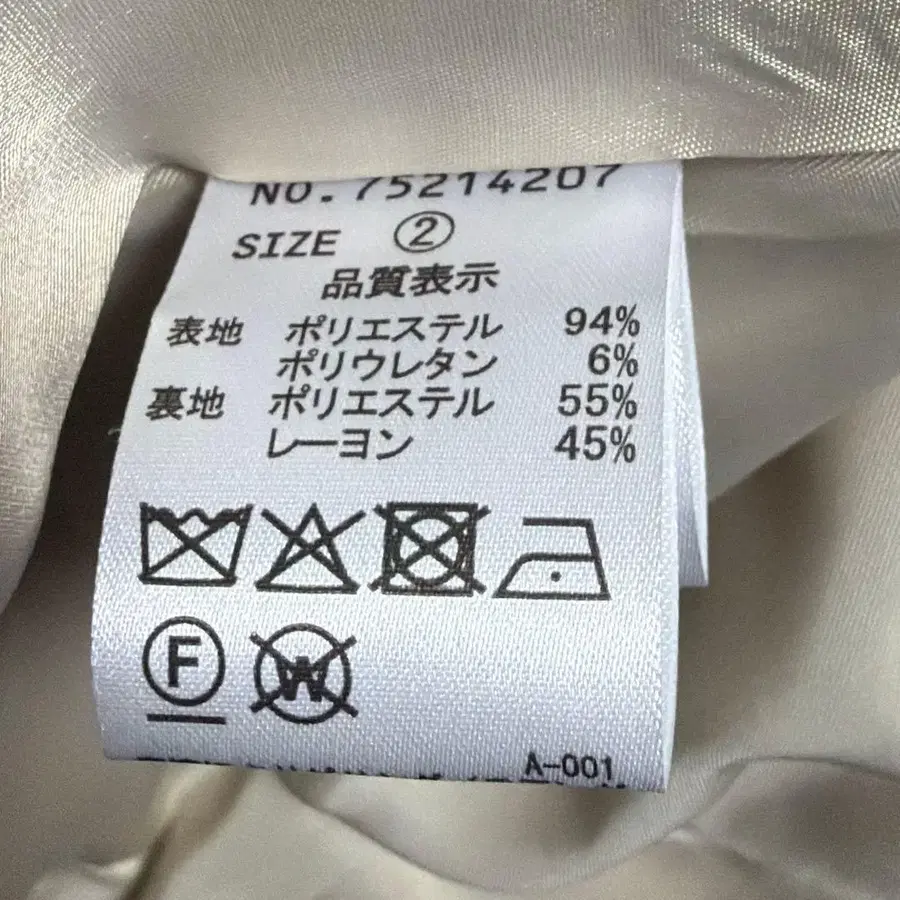 NO.75214207
SIZE ②
品質表示
表地 ポリエステル 94%
ポリウレタン 6%
裏地 ポリエステル 55%
レーヨン 45%
F W
A-001